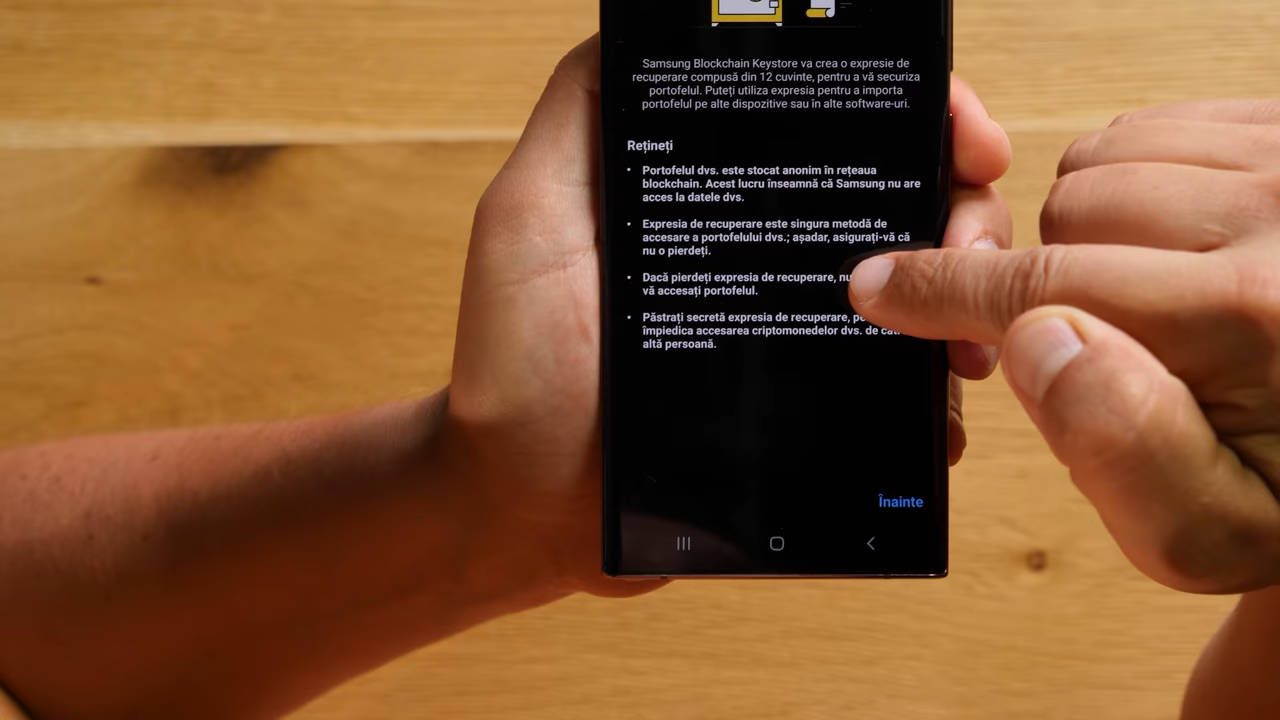 Samsung Blockchain Keystore va crea o expresie de
recuperare compusă din 12 cuvinte, pentru a vă securiza
portofelul. Puteți utiliza expresia pentru a importa
portofelul pe alte dispozitive sau în alte software-uri.
Rețineți
• Portofelul dvs. este stocat anonim în rețeaua
blockchain. Acest lucru înseamnă că Samsung nu are
acces la datele dvs.
• Expresia de recuperare este singura metodă de
accesare a portofelului dvs.; așadar, asigurați-vă că
nu o pierdeți.
• Dacă pierdeți expresia de recuperare, nu
vă accesați portofelul.
• Păstrați secretă expresia de recuperare,
împiedica accesarea criptomonedelor dvs. de
altă persoană.
Înainte